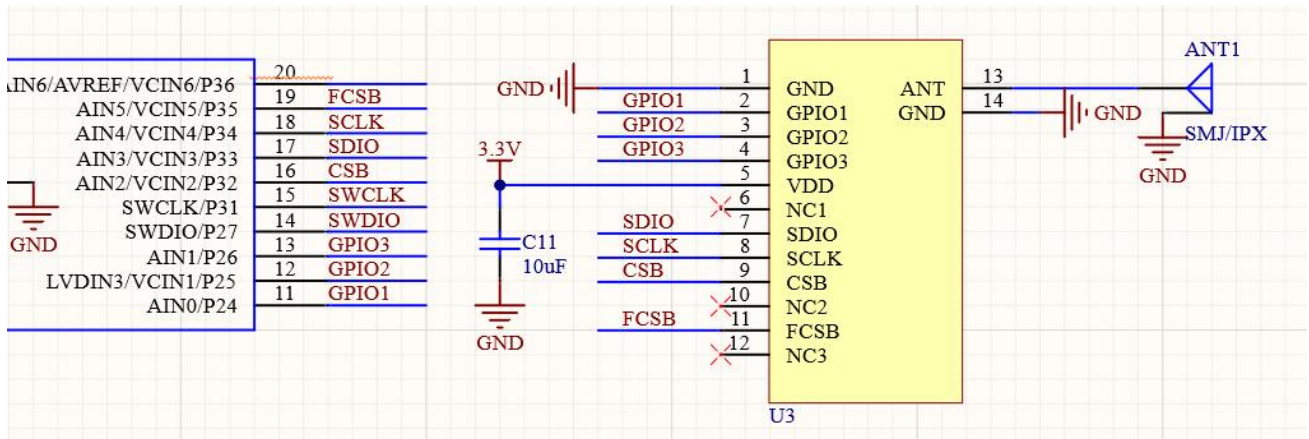 AIN6/AVREF/VCIN6/P36 20
AIN5/VCIN5/P35 19 FCSB
AIN4/VCIN4/P34 18 SCLK
AIN3/VCIN3/P33 17 SDIO
AIN2/VCIN2/P32 16 CSB
SWCLK/P31 15 SWCLK
SWDIO/P27 14 SWDIO
AIN1/P26 13 GPIO3
LVDIN3/VCIN1/P25 12 GPIO2
AIN0/P24 11 GPIO1
GND
3.3V
C11
10uF
GND
GND 1 GND
GPIO1 2 GPIO1
GPIO2 3 GPIO2
GPIO3 4 GPIO3
5 VDD
6 NC1
SDIO 7 SDIO
SCLK 8 SCLK
CSB 9 CSB
10 NC2
FCSB 11 FCSB
12 NC3
U3
ANT 13
GND 14 GND
ANT1
SMJ/IPX
GND